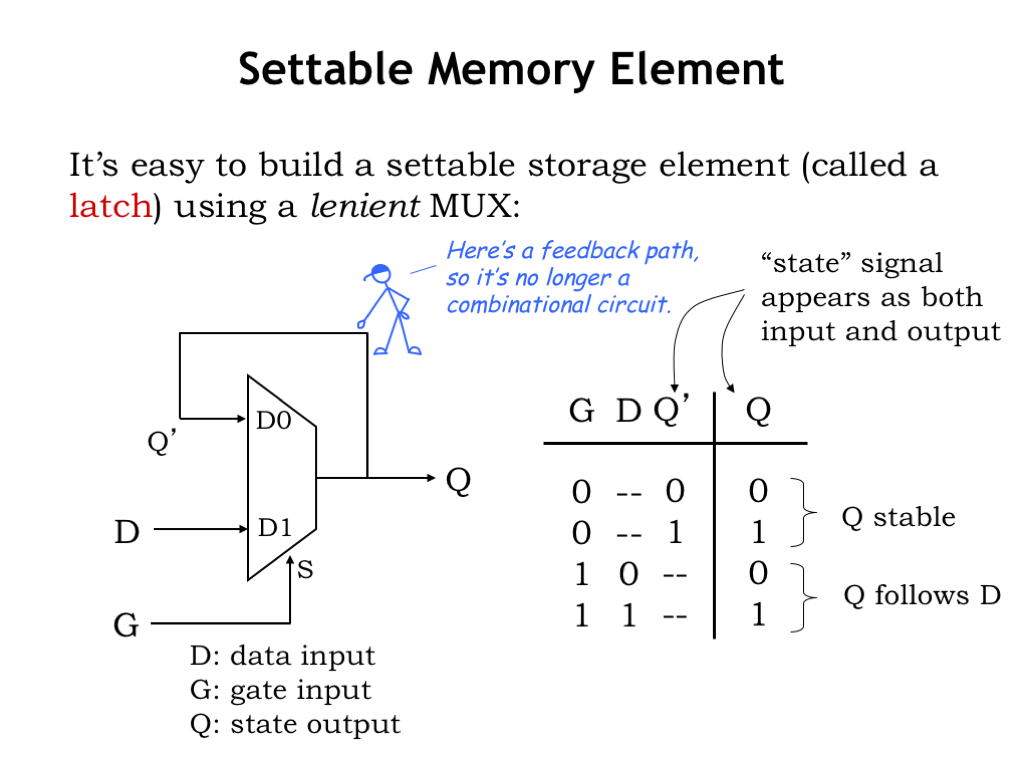 Settable Memory Element
It’s easy to build a settable storage element (called a
latch) using a lenient MUX:
Here’s a feedback path,
so it’s no longer a
combinational circuit.
“state” signal
appears as both
input and output
D0
Q’
Q
D
D1
S
G
D: data input
G: gate input
Q: state output
G D Q’ Q
0 -- 0 0
0 -- 1 1
1 0 -- 0
1 1 -- 1
Q stable
Q follows D